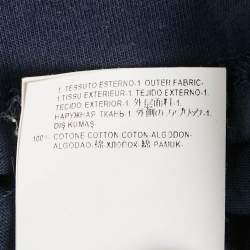 1. TESSUTO ESTERNO-1. OUTER FABRIC-
1.TISSU EXTERIEUR-1. TEJIDO EXTERIOR-1.
TECIDO EXTERIOR-1. 外层面料-1.
НАРУЖНАЯ ТКАНЬ-1. 外側のファブリック-1.
DIŞ KUMAŞ-
100% COTONE COTTON COTON-ALGODON-
ALGODAO-棉-ХЛОПОК-綿-PAMUK-